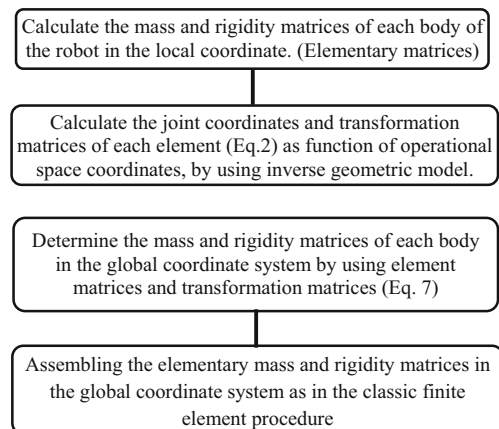 Calculate the mass and rigidity matrices of each body of
the robot in the local coordinate. (Elementary matrices)
Calculate the joint coordinates and transformation
matrices of each element (Eq.2) as function of operational
space coordinates, by using inverse geometric model.
Determine the mass and rigidity matrices of each body
in the global coordinate system by using element
matrices and transformation matrices (Eq. 7)
Assembling the elementary mass and rigidity matrices in
the global coordinate system as in the classic finite
element procedure